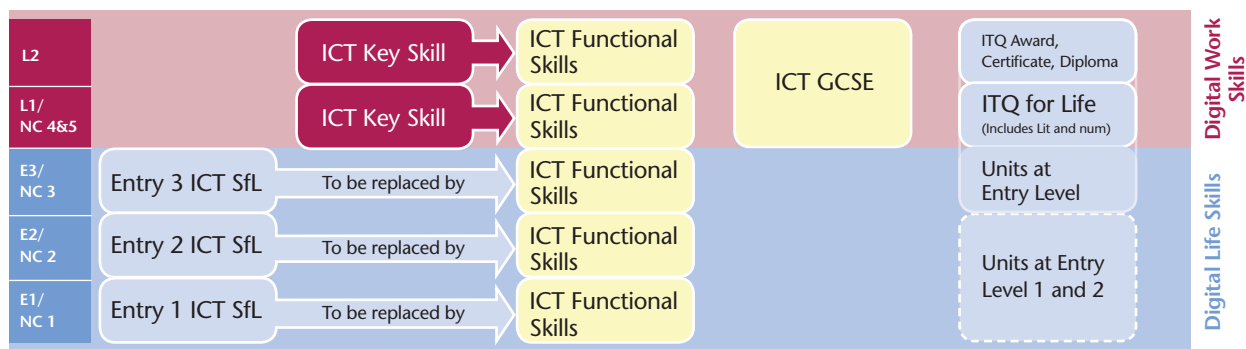 L2
ICT Key Skill
ICT Functional
Skills
ICT GCSE
ITQ Award,
Certificate, Diploma
L1/
NC 4&5
ICT Key Skill
ICT Functional
Skills
ITQ for Life
(Includes Lit and num)
Digital Work
Skills
E3/
NC 3
Entry 3 ICT SfL
To be replaced by
ICT Functional
Skills
Units at
Entry Level
E2/
NC 2
Entry 2 ICT SfL
To be replaced by
ICT Functional
Skills
Units at Entry
Level 1 and 2
E1/
NC 1
Entry 1 ICT SfL
To be replaced by
ICT Functional
Skills
Digital Life Skills